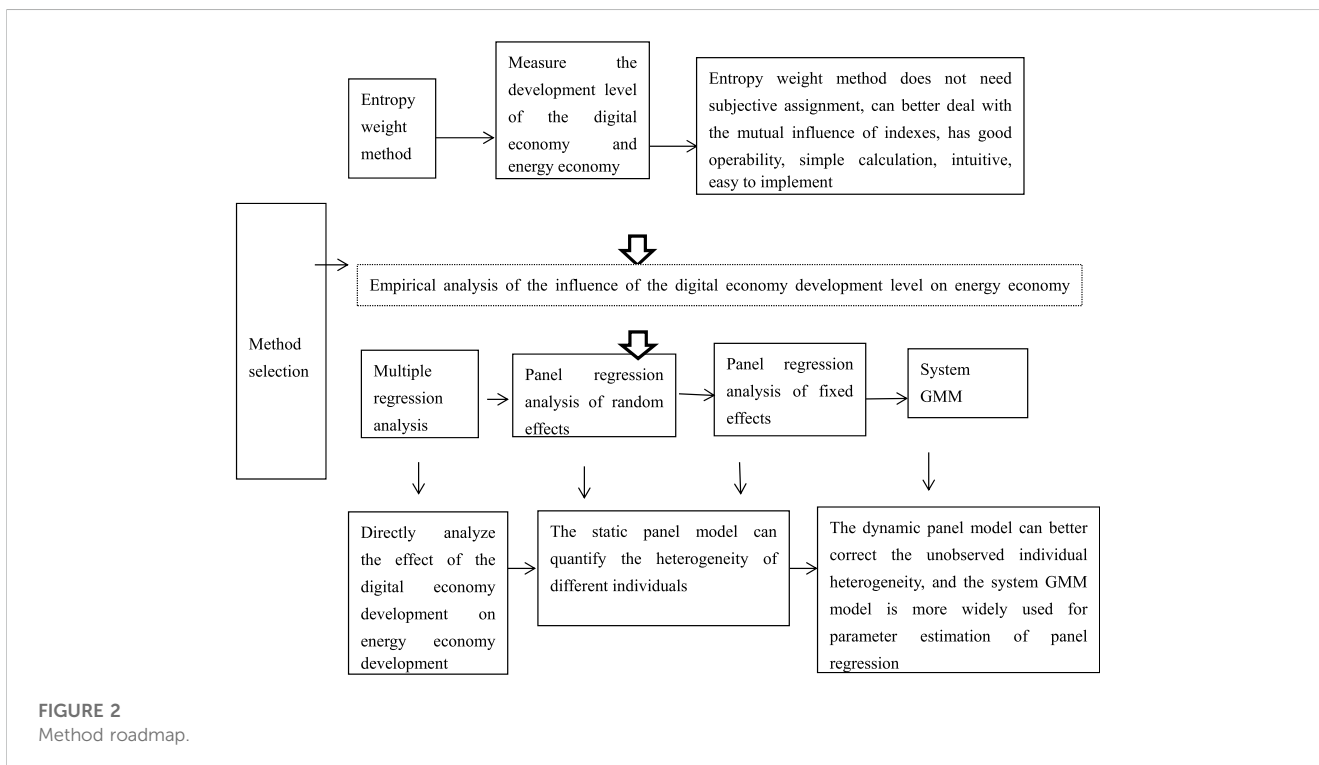 Entropy
weight
method
Measure the
development level
of the digital
economy and
energy economy
Entropy weight method does not need
subjective assignment, can better deal with
the mutual influence of indexes, has good
operability, simple calculation, intuitive,
easy to implement
Method
selection
Empirical analysis of the influence of the digital economy development level on energy economy
Multiple
regression
analysis
Panel regression
analysis of random
effects
Panel regression
analysis of fixed
effects
System
GMM
Directly analyze
the effect of the
digital economy
development on
energy economy
development
The static panel model can
quantify the heterogeneity of
different individuals
The dynamic panel model can better
correct the unobserved individual
heterogeneity, and the system GMM
model is more widely used for
parameter estimation of panel
regression
FIGURE 2
Method roadmap.